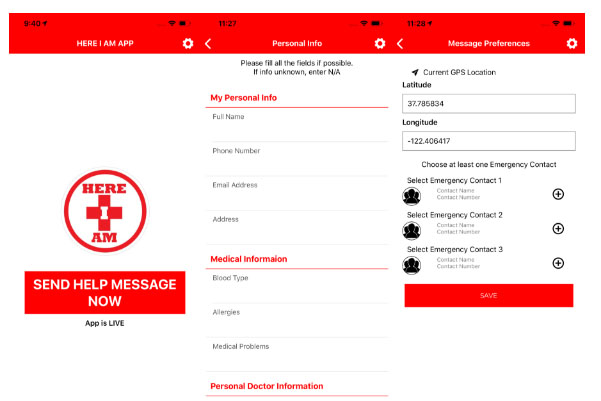 9:40
HERE I AM APP
HERE
I
AM
SEND HELP MESSAGE
NOW
App is LIVE
11:27
Personal Info
Please fill all the fields if possible.
If info unknown, enter N/A
My Personal Info
Full Name
Phone Number
Email Address
Address
Medical Informaion
Blood Type
Allergies
Medical Problems
Personal Doctor Information
11:28
Message Preferences
Current GPS Location
Latitude
37.785834
Longitude
-122.406417
Choose at least one Emergency Contact
Select Emergency Contact 1
Contact Name
Contact Number
Select Emergency Contact 2
Contact Name
Contact Number
Select Emergency Contact 3
Contact Name
Contact Number
SAVE